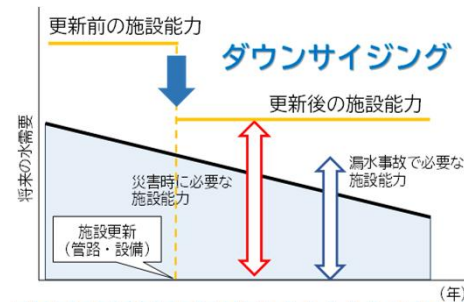 更新前の施設能力
ダウンサイジング
更新後の施設能力
将来の水需要
災害時に必要な
施設能力
漏水事故で必要な
施設能力
施設更新
（管路・設備）
（年）